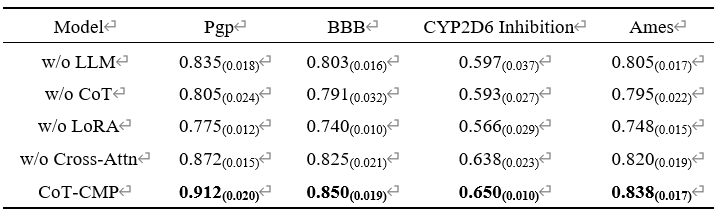 Model Pgp BBB CYP2D6 Inhibition Ames
w/o LLM 0.835(0.018) 0.803(0.016) 0.597(0.037) 0.805(0.017)
w/o CoT 0.805(0.024) 0.791(0.032) 0.593(0.027) 0.795(0.022)
w/o LoRA 0.775(0.012) 0.740(0.010) 0.566(0.029) 0.748(0.015)
w/o Cross-Attn 0.872(0.015) 0.825(0.021) 0.638(0.023) 0.820(0.019)
CoT-CMP 0.912(0.020) 0.850(0.019) 0.650(0.010) 0.838(0.017)